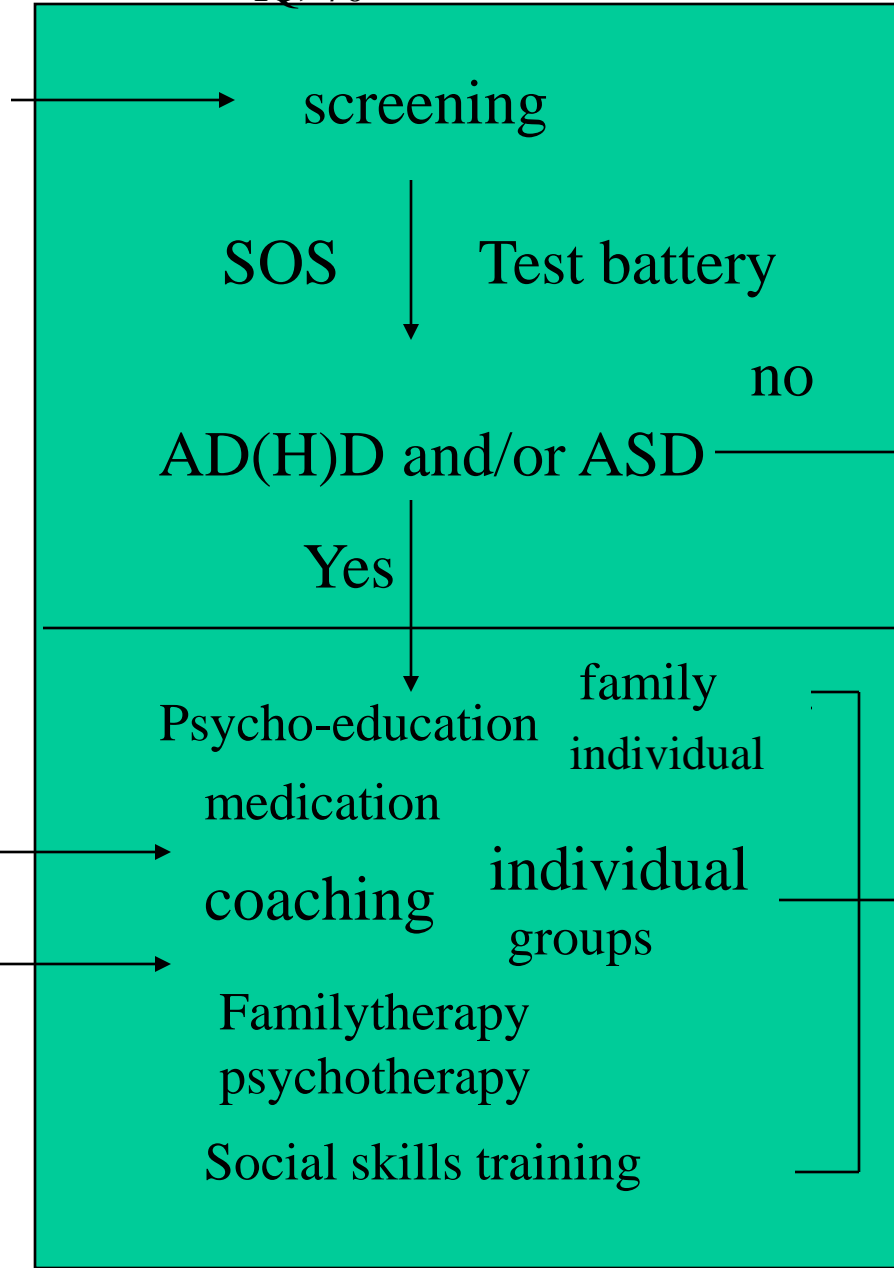 screening
SOS Test battery
no
AD(H)D and/or ASD
Yes
family
Psycho-education
individual
medication
individual
coaching
groups
Familytherapy
psychotherapy
Social skills training